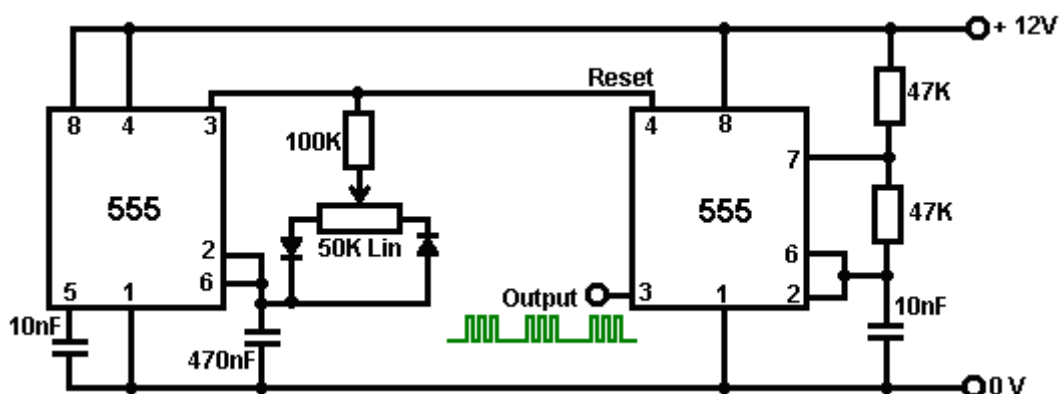 + 12V
Reset
47K
8 4 3
4 8
100K
7
555
555
47K
2
50K Lin
6
6
5 1
Output
3 1
2
10nF
10nF
470nF
0 V